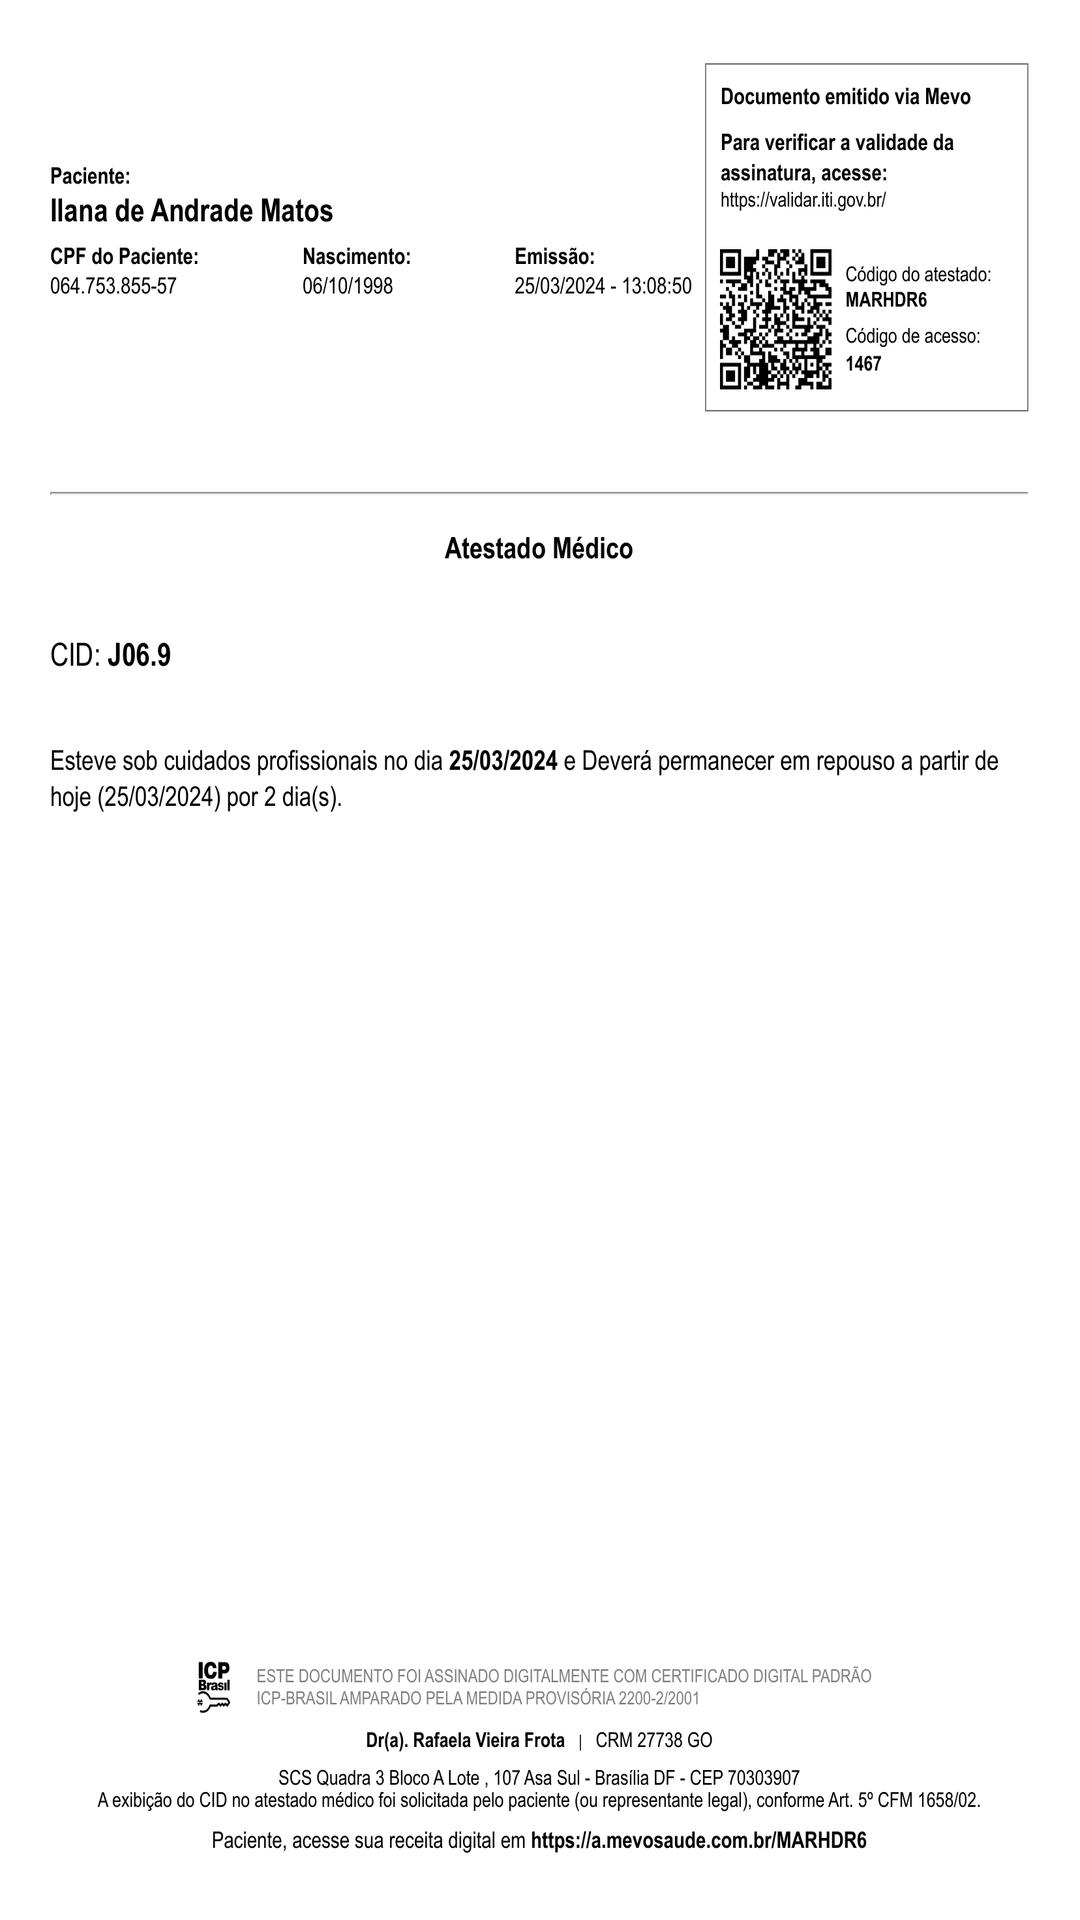 Documento emitido via Mevo
Para verificar a validade da
assinatura, acesse:
https://validar.iti.gov.br/
Paciente:
Ilana de Andrade Matos
CPF do Paciente:
064.753.855-57
Nascimento:
06/10/1998
Emissão:
25/03/2024 - 13:08:50
Código do atestado:
MARHDR6
Código de acesso:
1467
Atestado Médico
CID: J06.9
Esteve sob cuidados profissionais no dia 25/03/2024 e Deverá permanecer em repouso a partir de
hoje (25/03/2024) por 2 dia(s).
ICP
Brasil
ESTE DOCUMENTO FOI ASSINADO DIGITALMENTE COM CERTIFICADO DIGITAL PADRÃO
ICP-BRASIL AMPARADO PELA MEDIDA PROVISÓRIA 2200-2/2001
Dr(a). Rafaela Vieira Frota | CRM 27738 GO
SCS Quadra 3 Bloco A Lote , 107 Asa Sul - Brasília DF - CEP 70303907
A exibição do CID no atestado médico foi solicitada pelo paciente (ou representante legal), conforme Art. 5º CFM 1658/02.
Paciente, acesse sua receita digital em https://a.mevosaude.com.br/MARHDR6